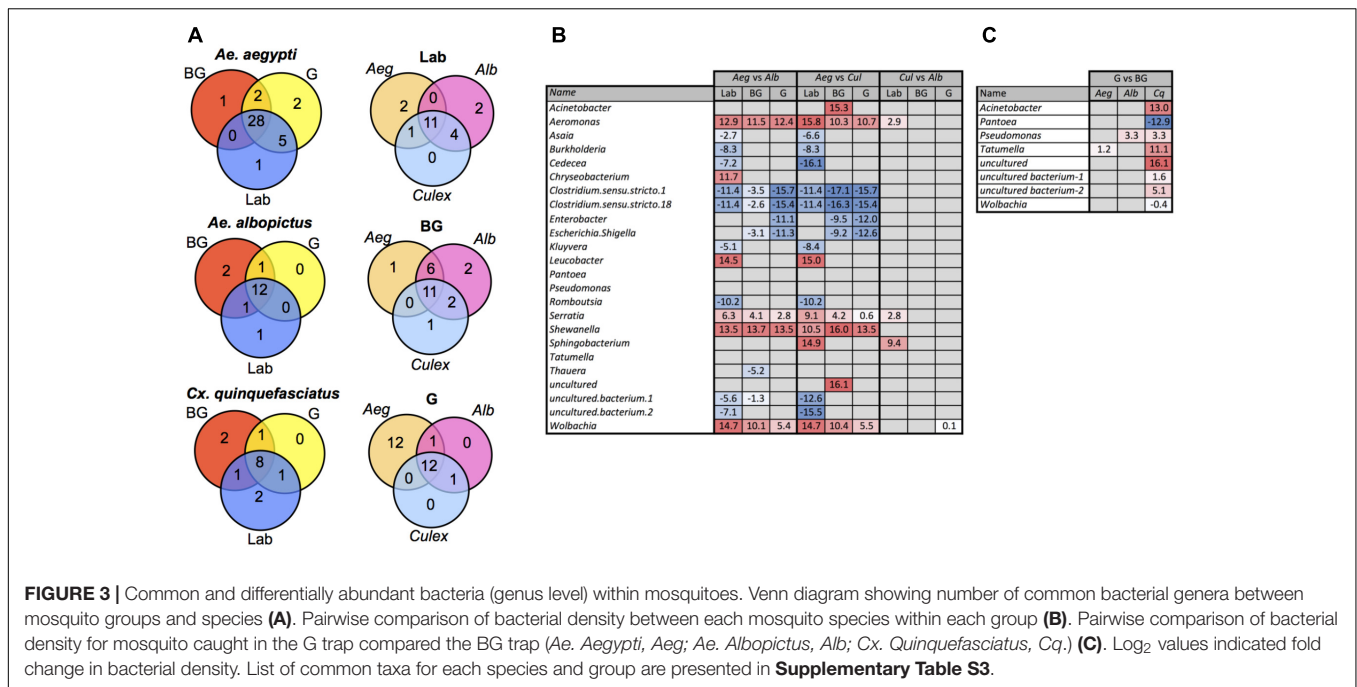 A
Ae. aegypti
BG
G
1
2
2
28
0
5
1
Lab
Ae. albopictus
BG
G
2
1
0
12
1
0
1
Lab
Cx. quinquefasciatus
BG
G
2
1
0
8
1
1
2
Lab
Lab
Aeg
Alb
2
0
2
11
1
4
0
Culex
BG
Aeg
Alb
1
6
2
11
0
2
1
Culex
G
Aeg
Alb
12
1
0
12
0
1
0
Culex
B
Aeg vs Alb Aeg vs Cul Cul vs Alb
Name Lab BG G Lab BG G Lab BG G
Acinetobacter 15.3
Aeromonas 12.9 11.5 12.4 15.8 10.3 10.7 2.9
Asaia -2.7 -6.6
Burkholderia -8.3 -8.3
Cedecea -7.2 -16.1
Chryseobacterium 11.7
Clostridium.sensu.stricto.1 -11.4 -3.5 -15.7 -11.4 -17.1 -15.7
Clostridium.sensu.stricto.18 -11.4 -2.6 -15.4 -11.4 -16.3 -15.4
Enterobacter -11.1 -9.5 -12.0
Escherichia.Shigella -3.1 -11.3 -9.2 -12.6
Kluyvera -5.1 -8.4
Leucobacter 14.5 15.0
Pantoea
Pseudomonas
Romboutsia -10.2 -10.2
Serratia 6.3 4.1 2.8 9.1 4.2 0.6 2.8
Shewanella 13.5 13.7 13.5 10.5 16.0 13.5
Sphingobacterium 14.9 9.4
Tatumella
Thauera -5.2
uncultured 16.1
uncultured.bacterium.1 -5.6 -1.3 -12.6
uncultured.bacterium.2 -7.1 -15.5
Wolbachia 14.7 10.1 5.4 14.7 10.4 5.5 0.1
C
G vs BG
Name Aeg Alb Cq
Acinetobacter 13.0
Pantoea -12.9
Pseudomonas 3.3 3.3
Tatumella 1.2 11.1
uncultured 16.1
uncultured bacterium-1 1.6
uncultured bacterium-2 5.1
Wolbachia -0.4
FIGURE 3 | Common and differentially abundant bacteria (genus level) within mosquitoes. Venn diagram showing number of common bacterial genera between
mosquito groups and species (A). Pairwise comparison of bacterial density between each mosquito species within each group (B). Pairwise comparison of bacterial
density for mosquito caught in the G trap compared the BG trap (Ae. Aegypti, Aeg; Ae. Albopictus, Alb; Cx. Quinquefasciatus, Cq.) (C). Log₂ values indicated fold
change in bacterial density. List of common taxa for each species and group are presented in Supplementary Table S3.